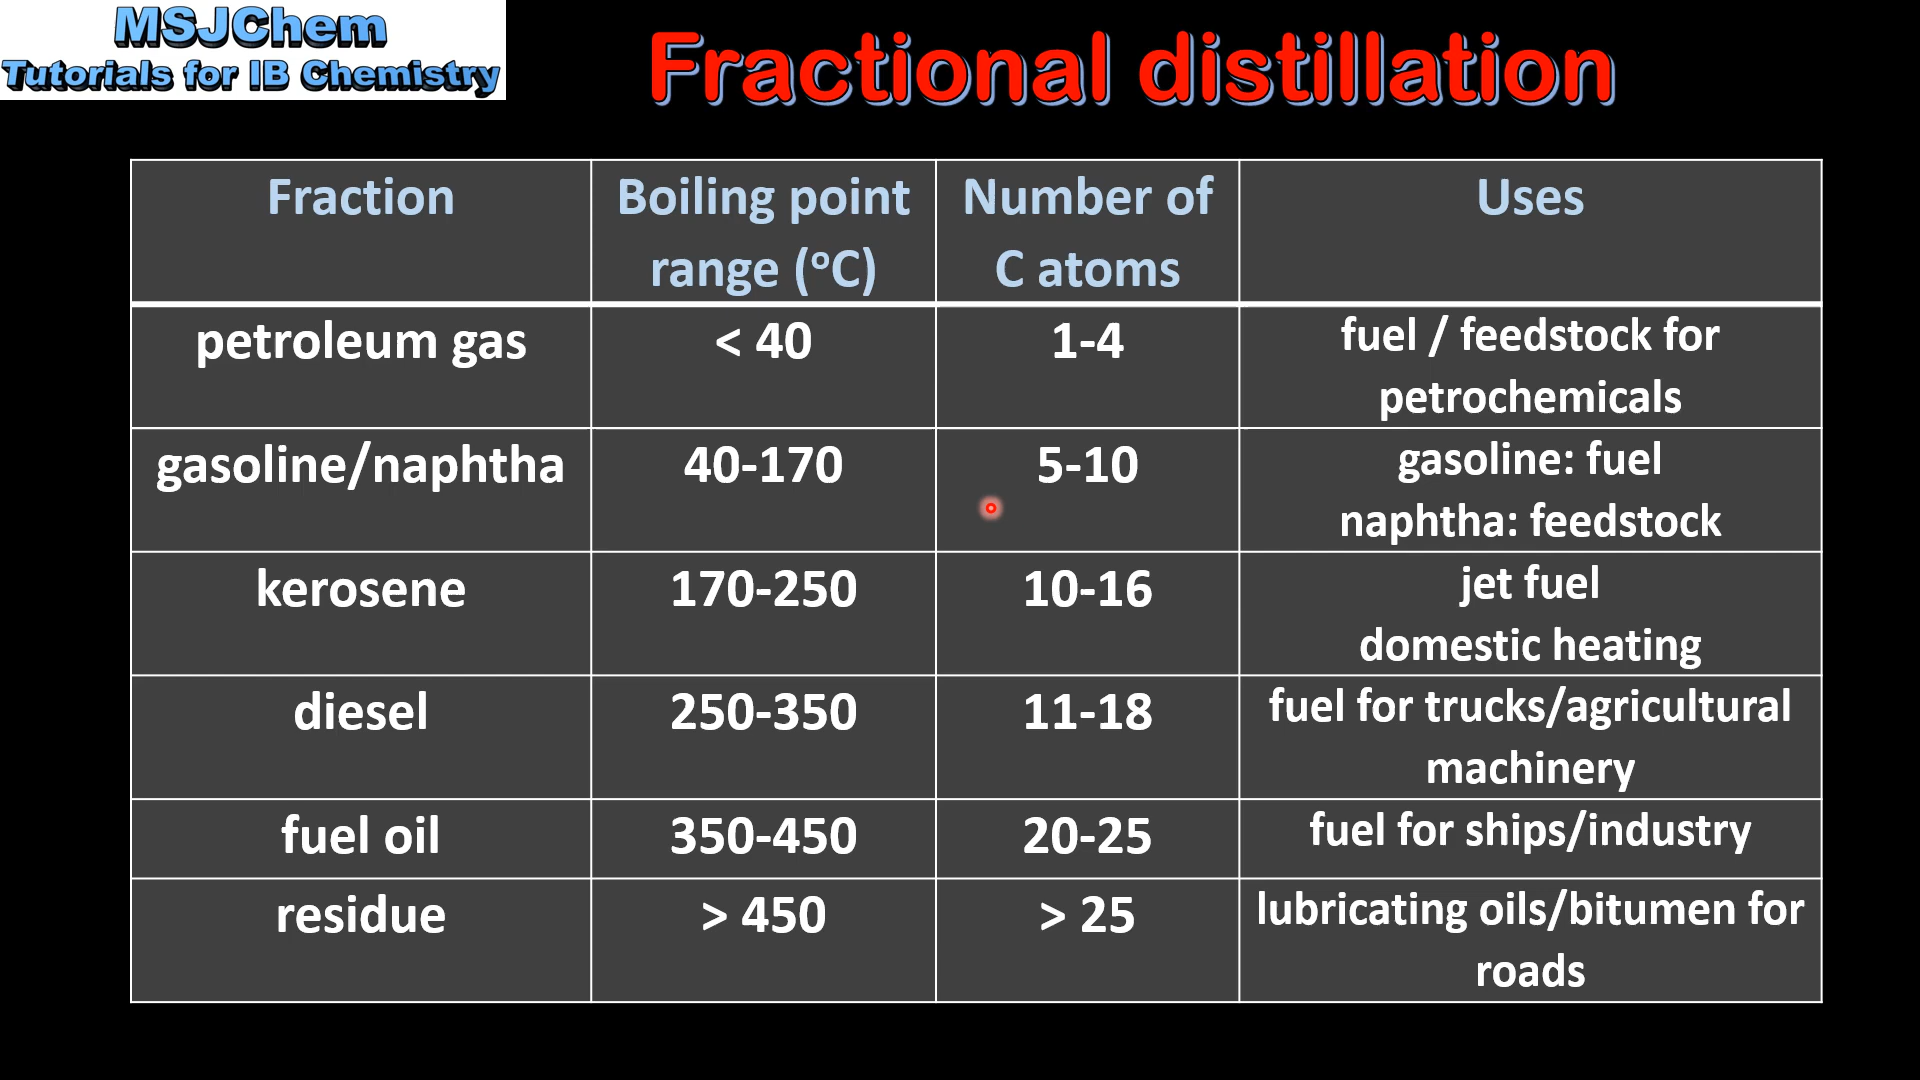 MSJChem
Tutorials for IB Chemistry
Fractional distillation
Fraction
Boiling point
range (°C)
Number of
C atoms
Uses
petroleum gas
< 40
1-4
fuel / feedstock for
petrochemicals
gasoline/naphtha
40-170
5-10
gasoline: fuel
naphtha: feedstock
kerosene
170-250
10-16
jet fuel
domestic heating
diesel
250-350
11-18
fuel for trucks/agricultural
machinery
fuel oil
350-450
20-25
fuel for ships/industry
residue
> 450
> 25
lubricating oils/bitumen for
roads